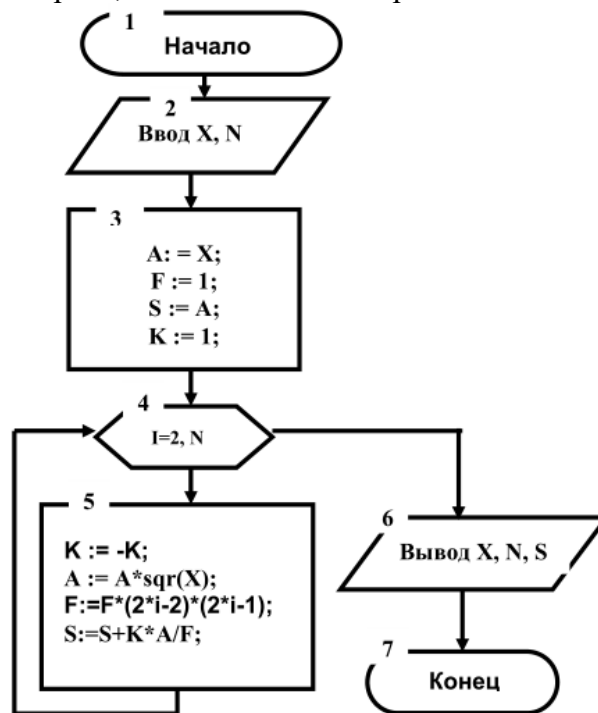 1
Начало
2
Ввод X, N
3
A: = X;
F := 1;
S := A;
K := 1;
4
I=2, N
5
K := -K;
A := A*sqr(X);
F:=F*(2*i-2)*(2*i-1);
S:=S+K*A/F;
6
Вывод X, N, S
7
Конец